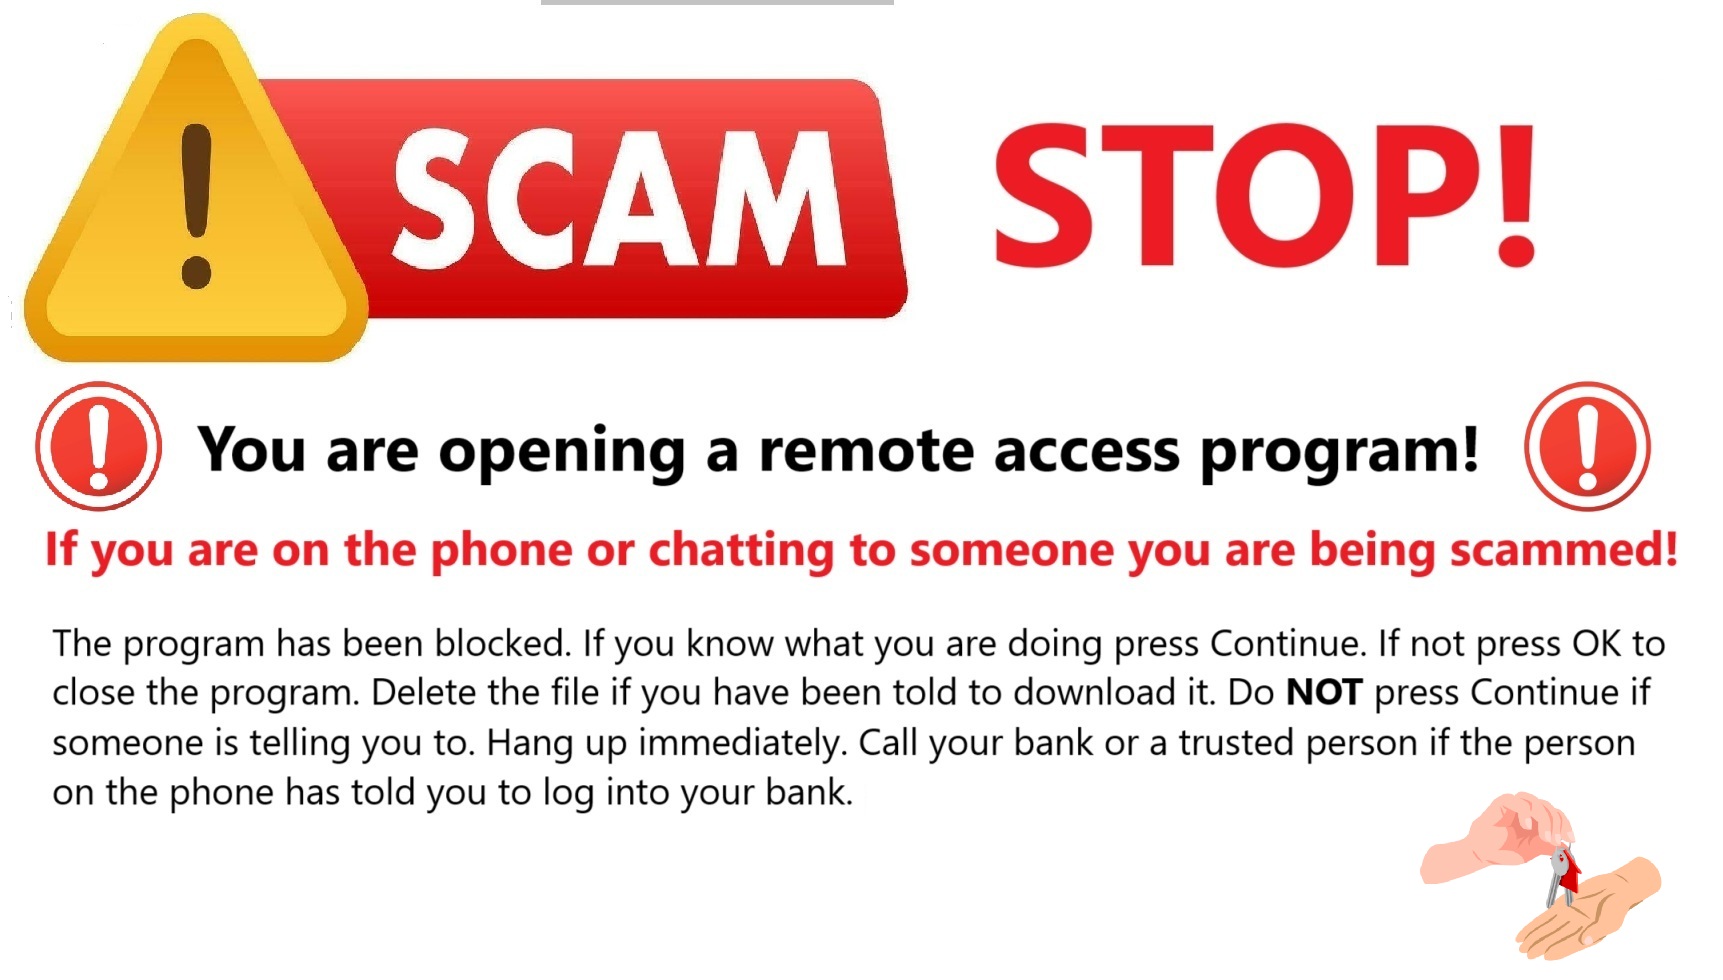 SCAM STOP!
You are opening a remote access program!
If you are on the phone or chatting to someone you are being scammed!
The program has been blocked. If you know what you are doing press Continue. If not press OK to
close the program. Delete the file if you have been told to download it. Do NOT press Continue if
someone is telling you to. Hang up immediately. Call your bank or a trusted person if the person
on the phone has told you to log into your bank.